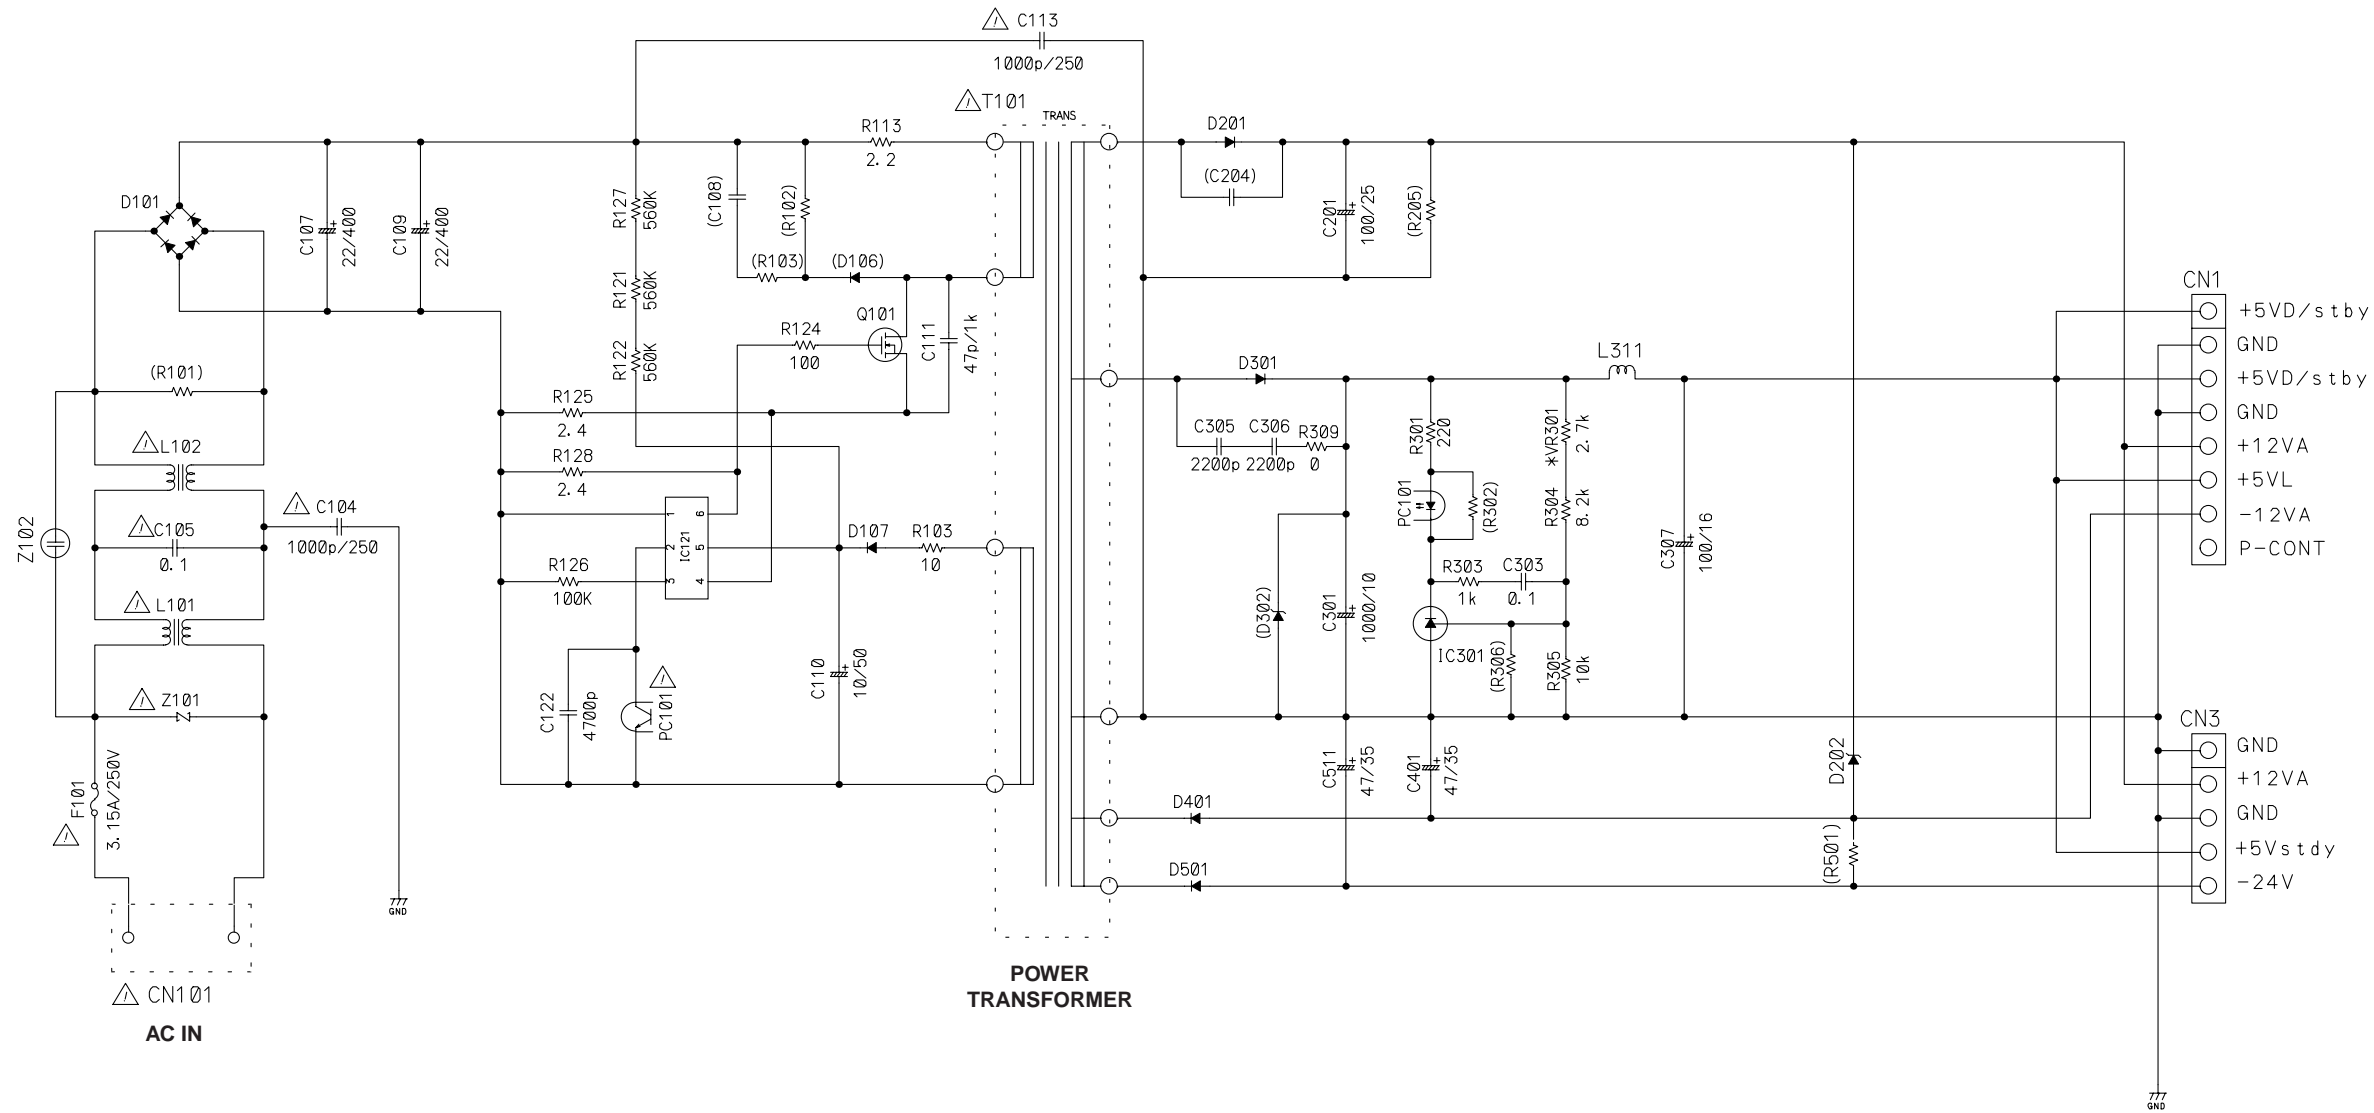 C113
1000p/250
T101
TRANS
R113
2.2
D201
(C204)
C201
100/25
(R205)
D101
C107
22/400
C109
22/400
R127
560K
(C108)
(R102)
(R103)
(D106)
R121
560K
Q101
R124
100
C111
47p/1k
R122
560K
(R101)
R125
2.4
R128
2.4
L102
C104
1000p/250
Z102
C105
0.1
L101
Z101
F101
3.15A/250V
GND
CN101
AC IN
1
2
3
IC121
6
5
4
D107
R103
10
R126
100K
C122
4700p
PC101
C110
10/50
POWER
TRANSFORMER
D301
C305
2200p
C306
2200p
R309
0
R301
220
*VR301
2.7k
L311
PC101
(R302)
R304
8.2k
C307
100/16
R303
1k
C303
0.1
(D302)
C301
1000/10
IC301
(R306)
R305
10k
C511
47/35
C401
47/35
D202
D401
(R501)
D501
CN1
+5VD/stby
GND
+5VD/stby
GND
+12VA
+5VL
-12VA
P-CONT
CN3
GND
+12VA
GND
+5Vstdy
-24V
GND